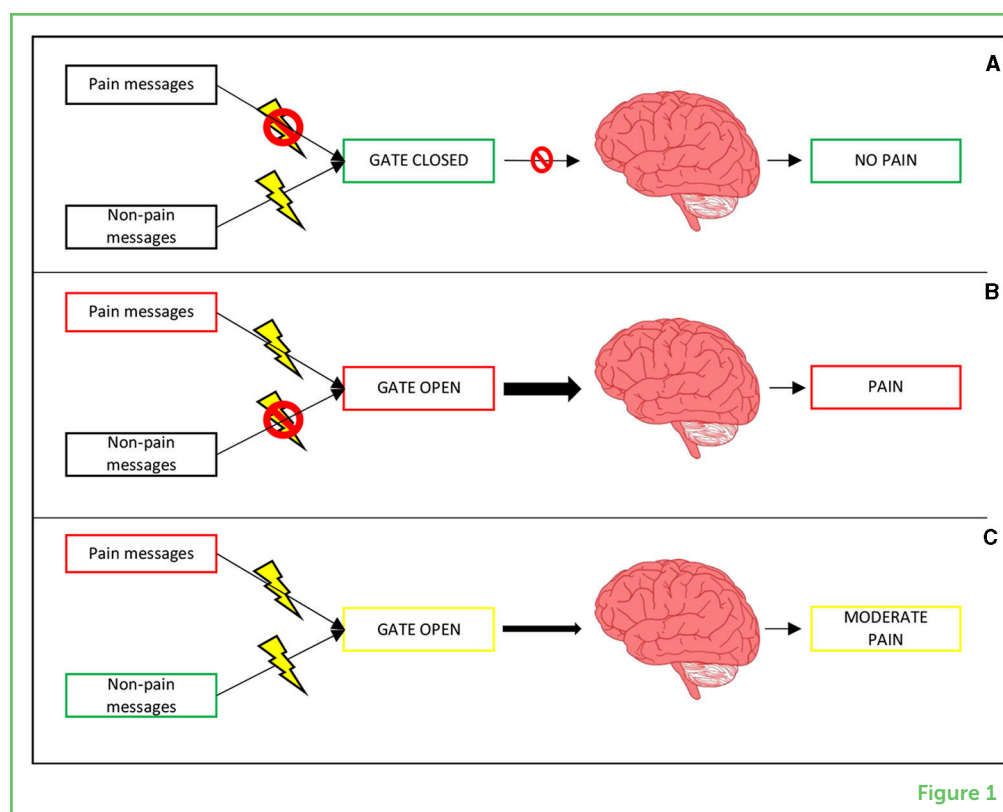 A
Pain messages
GATE CLOSED
NO PAIN
Non-pain
messages
B
Pain messages
GATE OPEN
PAIN
Non-pain
messages
C
Pain messages
GATE OPEN
MODERATE
PAIN
Non-pain
messages
Figure 1